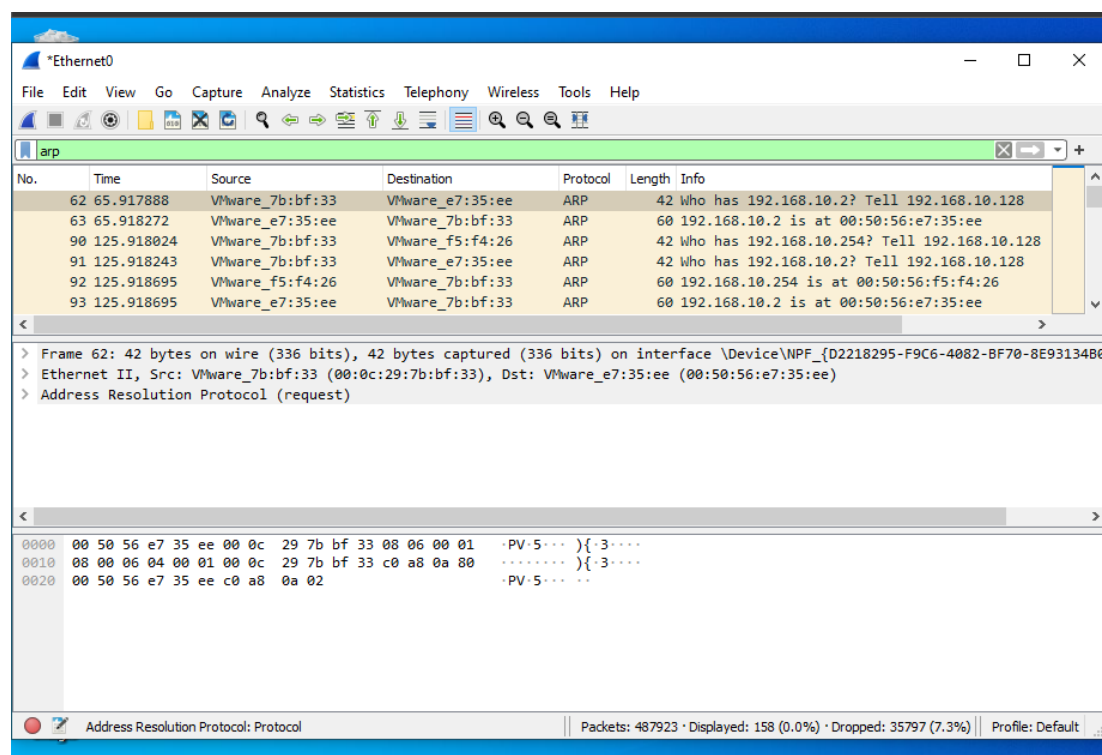 *Ethernet0
File Edit View Go Capture Analyze Statistics Telephony Wireless Tools Help
arp
No. Time Source Destination Protocol Length Info
62 65.917888 VMware_7b:bf:33 VMware_e7:35:ee ARP 42 Who has 192.168.10.2? Tell 192.168.10.128
63 65.918272 VMware_e7:35:ee VMware_7b:bf:33 ARP 60 192.168.10.2 is at 00:50:56:e7:35:ee
90 125.918024 VMware_7b:bf:33 VMware_f5:f4:26 ARP 42 Who has 192.168.10.254? Tell 192.168.10.128
91 125.918243 VMware_7b:bf:33 VMware_e7:35:ee ARP 42 Who has 192.168.10.2? Tell 192.168.10.128
92 125.918695 VMware_f5:f4:26 VMware_7b:bf:33 ARP 60 192.168.10.254 is at 00:50:56:f5:f4:26
93 125.918695 VMware_e7:35:ee VMware_7b:bf:33 ARP 60 192.168.10.2 is at 00:50:56:e7:35:ee
> Frame 62: 42 bytes on wire (336 bits), 42 bytes captured (336 bits) on interface \Device\NPF_{D2218295-F9C6-4082-BF70-8E93134B0
> Ethernet II, Src: VMware_7b:bf:33 (00:0c:29:7b:bf:33), Dst: VMware_e7:35:ee (00:50:56:e7:35:ee)
> Address Resolution Protocol (request)
0000 00 50 56 e7 35 ee 00 0c 29 7b bf 33 08 06 00 01 ·PV·5··· ){·3····
0010 08 00 06 04 00 01 00 0c 29 7b bf 33 c0 a8 0a 80 ········ ){·3····
0020 00 50 56 e7 35 ee c0 a8 0a 02 ·PV·5··· ··
Address Resolution Protocol: Protocol Packets: 487923 · Displayed: 158 (0.0%) · Dropped: 35797 (7.3%) Profile: Default